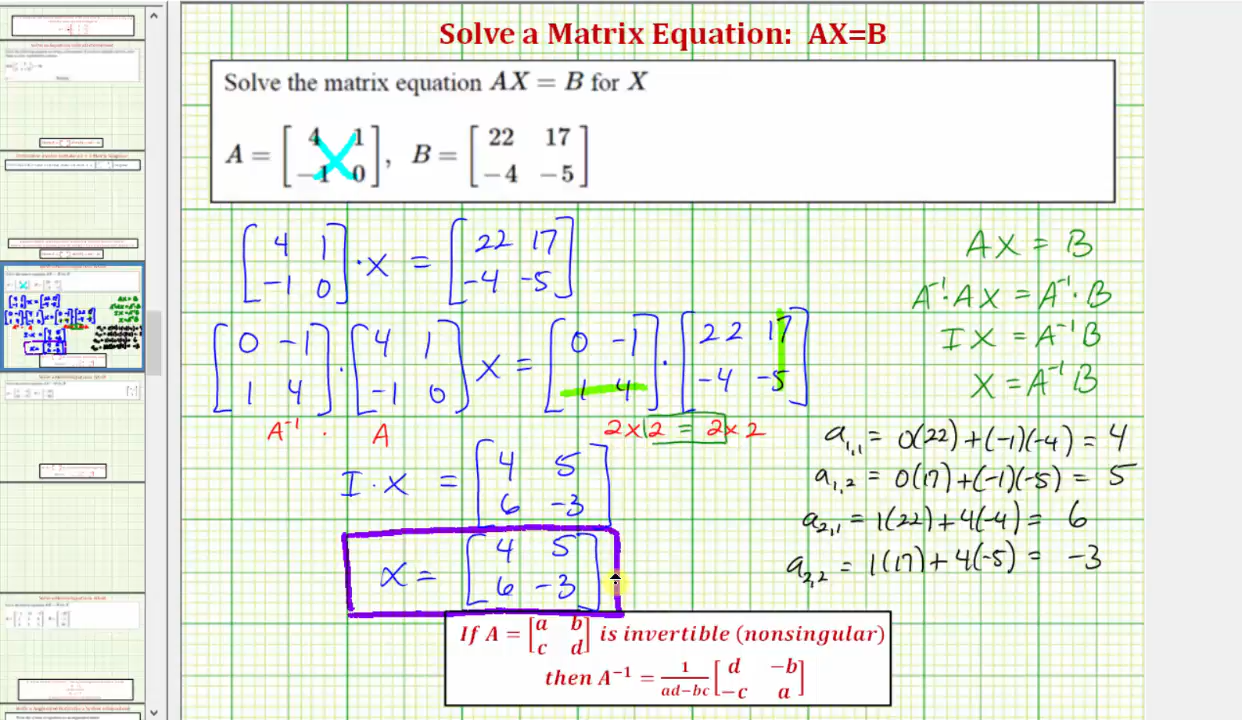 Solve a Matrix Equation: AX=B
Solve the matrix equation AX = B for X
A = [ 4 1 ; −1 0 ], B = [ 22 17 ; −4 −5 ]
[ 4 1 ; -1 0 ] · X = [ 22 17 ; -4 -5 ]
[ 0 -1 ; 1 4 ] · [ 4 1 ; -1 0 ] X = [ 0 -1 ; 1 4 ] · [ 22 17 ; -4 -5 ]
A⁻¹ · A 2x2 = 2x2
I · X = [ 4 5 ; 6 -3 ]
X = [ 4 5 ; 6 -3 ]
AX = B
A⁻¹·AX = A⁻¹·B
IX = A⁻¹B
X = A⁻¹B
a₁,₁ = 0(22)+(-1)(-4) = 4
a₁,₂ = 0(17)+(-1)(-5) = 5
a₂,₁ = 1(22)+4(-4) = 6
a₂,₂ = 1(17)+4(-5) = -3
If A = [ a b ; c d ] is invertible (nonsingular)
then A⁻¹ = 1/(ad−bc) [ d −b ; −c a ]